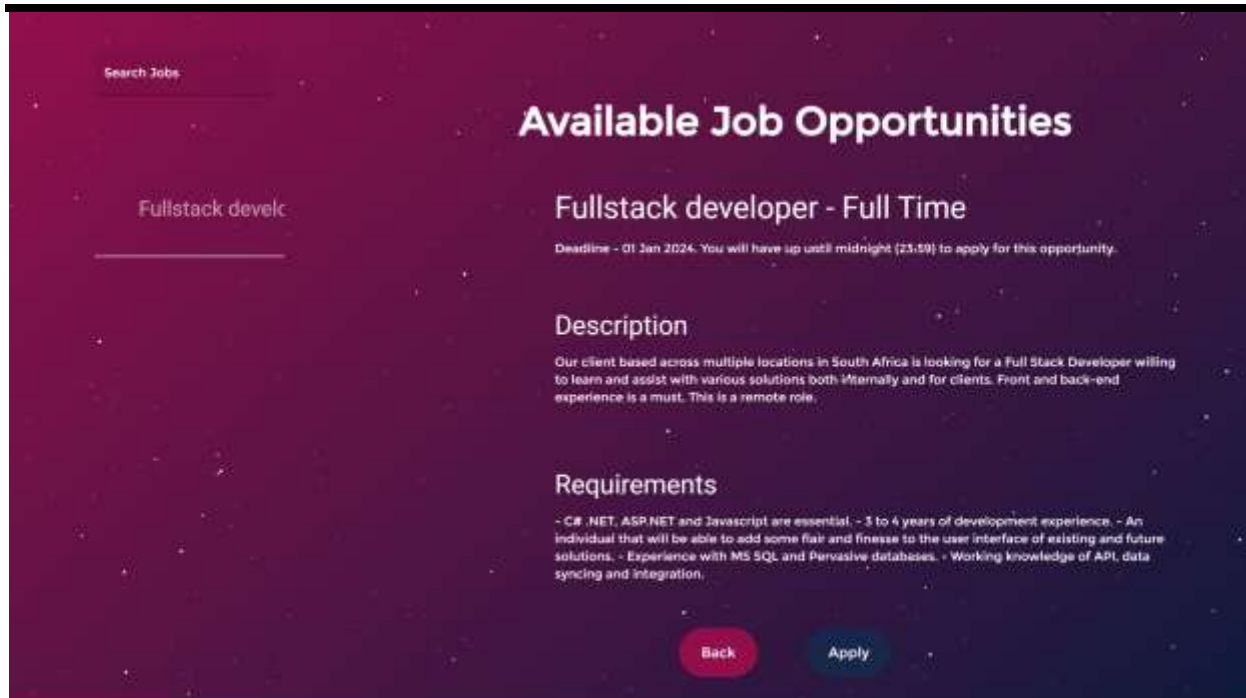 Search Jobs
Fullstack develc
Available Job Opportunities
Fullstack developer - Full Time
Deadline - 01 Jan 2024. You will have up until midnight (23:59) to apply for this opportunity.
Description
Our client based across multiple locations in South Africa is looking for a Full Stack Developer willing
to learn and assist with various solutions both internally and for clients. Front and back-end
experience is a must. This is a remote role.
Requirements
- C# .NET, ASP.NET and Javascript are essential. - 3 to 4 years of development experience. - An
individual that will be able to add some flair and finesse to the user interface of existing and future
solutions. - Experience with MS SQL and Pervasive databases. - Working knowledge of API, data
syncing and integration.
Back
Apply